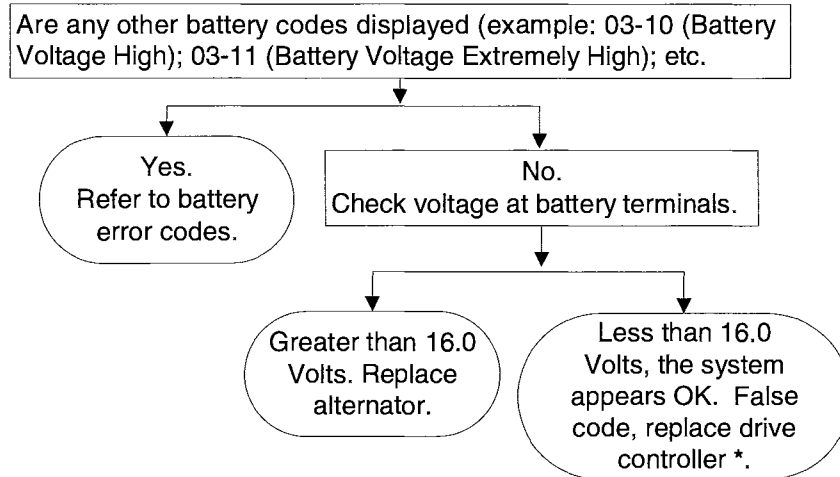 Are any other battery codes displayed (example: 03-10 (Battery
Voltage High); 03-11 (Battery Voltage Extremely High); etc.
Yes.
Refer to battery
error codes.
No.
Check voltage at battery terminals.
Greater than 16.0
Volts. Replace
alternator.
Less than 16.0
Volts, the system
appears OK. False
code, replace drive
controller *.